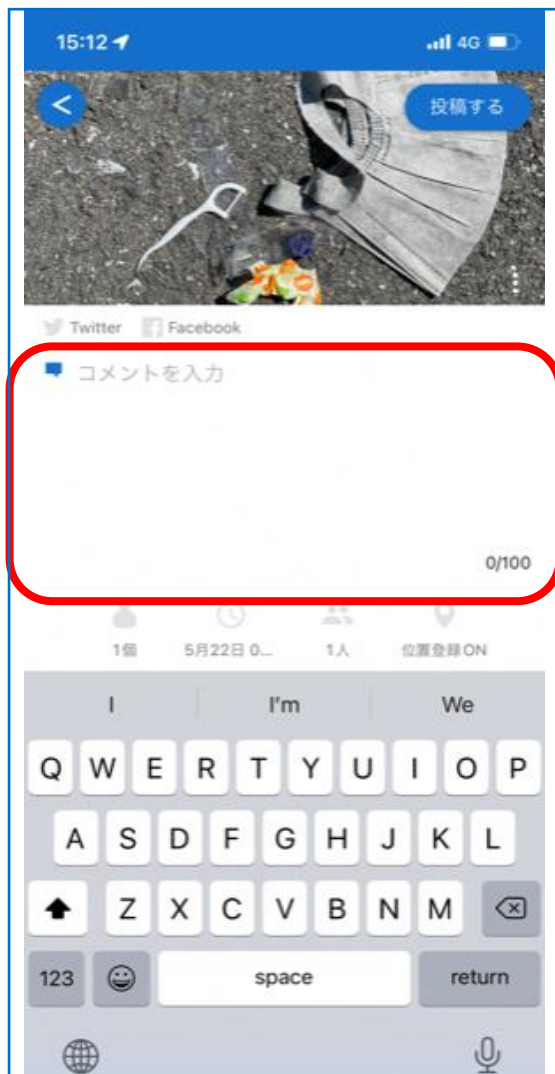 15:12 4G
投稿する
Twitter Facebook
コメントを入力
0/100
1個 5月22日 0... 1人 位置登録ON
I I'm We
Q W E R T Y U I O P
A S D F G H J K L
Z X C V B N M
123 space return